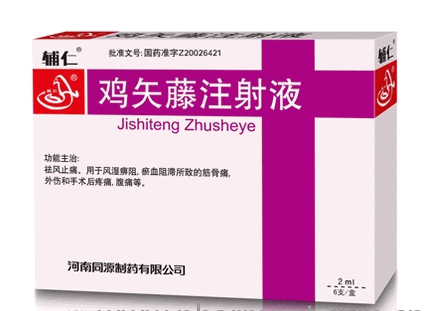 辅仁®
批准文号: 国药准字Z20026421
鸡矢藤注射液
Jishiteng Zhusheye
功能主治:
祛风止痛。用于风湿痹阻, 瘀血阻滞所致的筋骨痛,
外伤和手术后疼痛, 腹痛等。
河南同源制药有限公司
2 ml
6支/盒